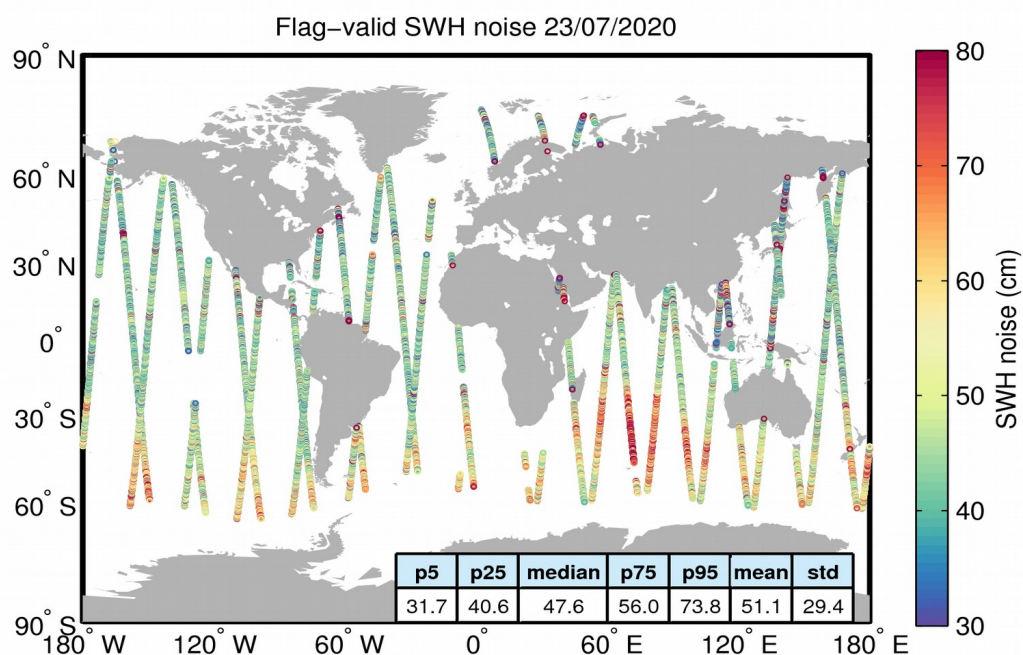 Flag−valid SWH noise 23/07/2020
90° N
60° N
30° N
0°
30° S
60° S
90° S
180° W
120° W
60° W
0°
60° E
120° E
180° E
p5 p25 median p75 p95 mean std
31.7 40.6 47.6 56.0 73.8 51.1 29.4
80
70
60
50
40
30
SWH noise (cm)